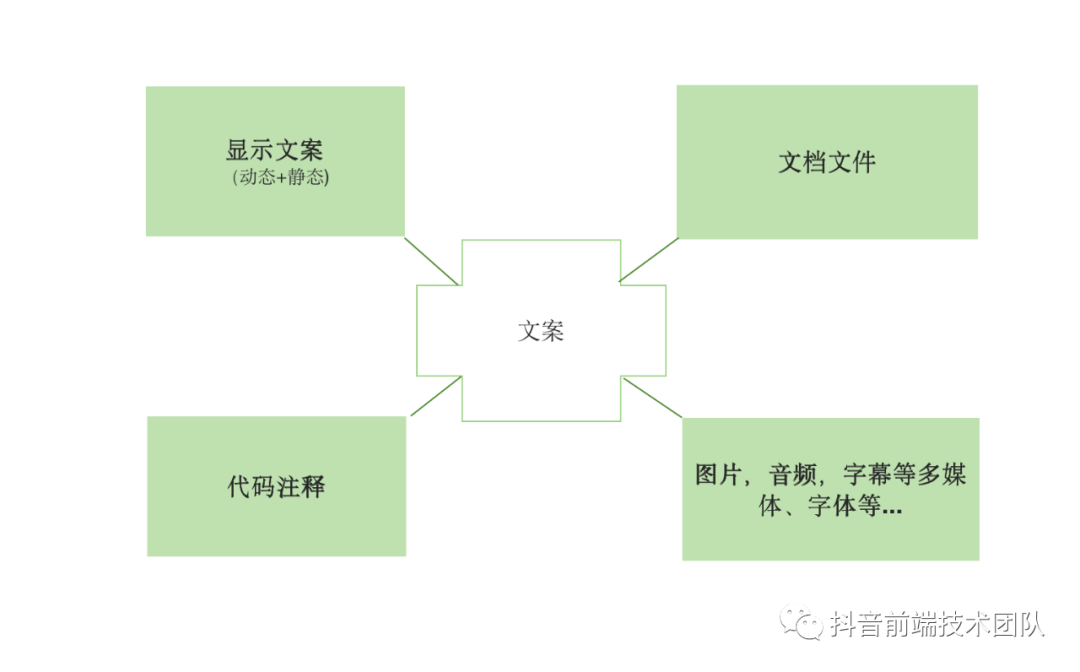 显示文案
（动态+静态)
文档文件
文案
代码注释
图片，音频，字幕等多媒
体、字体等...
抖音前端技术团队